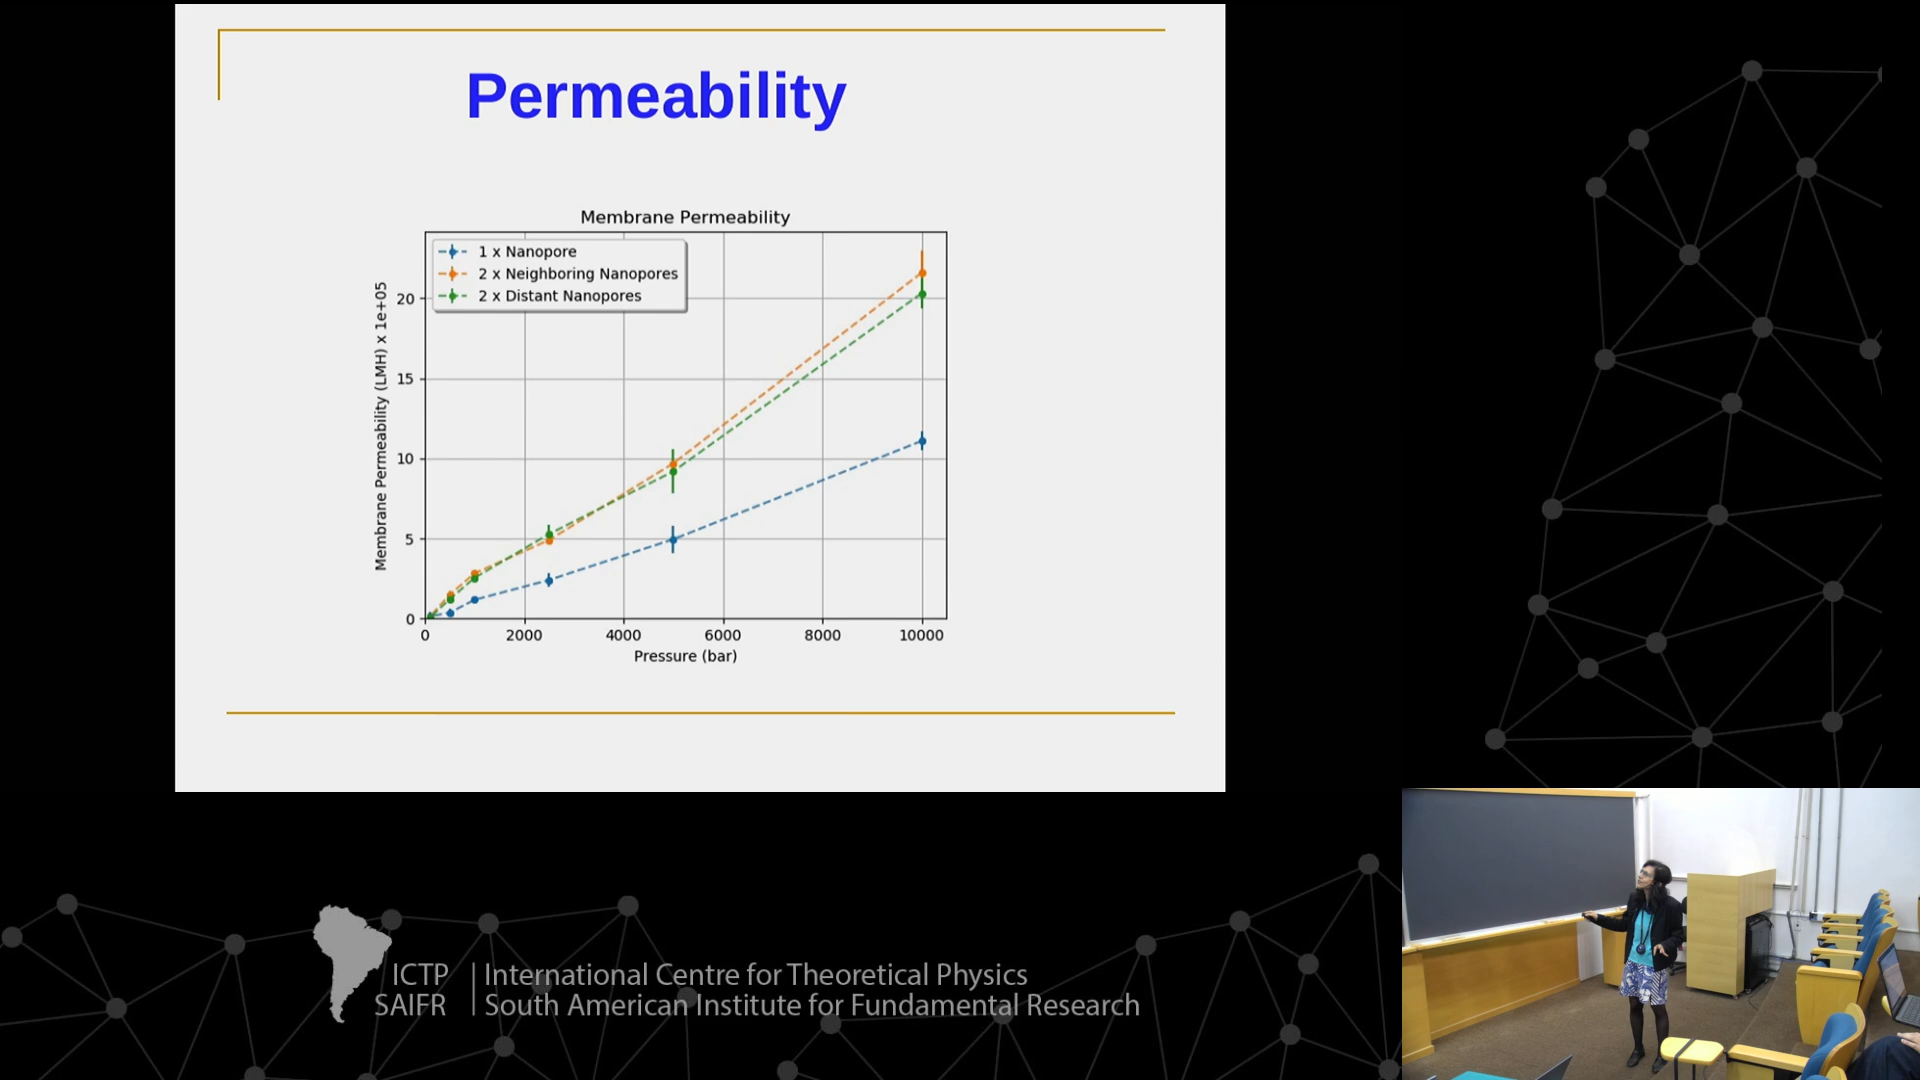 Permeability
Membrane Permeability
1 x Nanopore
2 x Neighboring Nanopores
2 x Distant Nanopores
Membrane Permeability (LMH) x 1e+05
20
15
10
5
0
0 2000 4000 6000 8000 10000
Pressure (bar)
ICTP | International Centre for Theoretical Physics
SAIFR | South American Institute for Fundamental Research